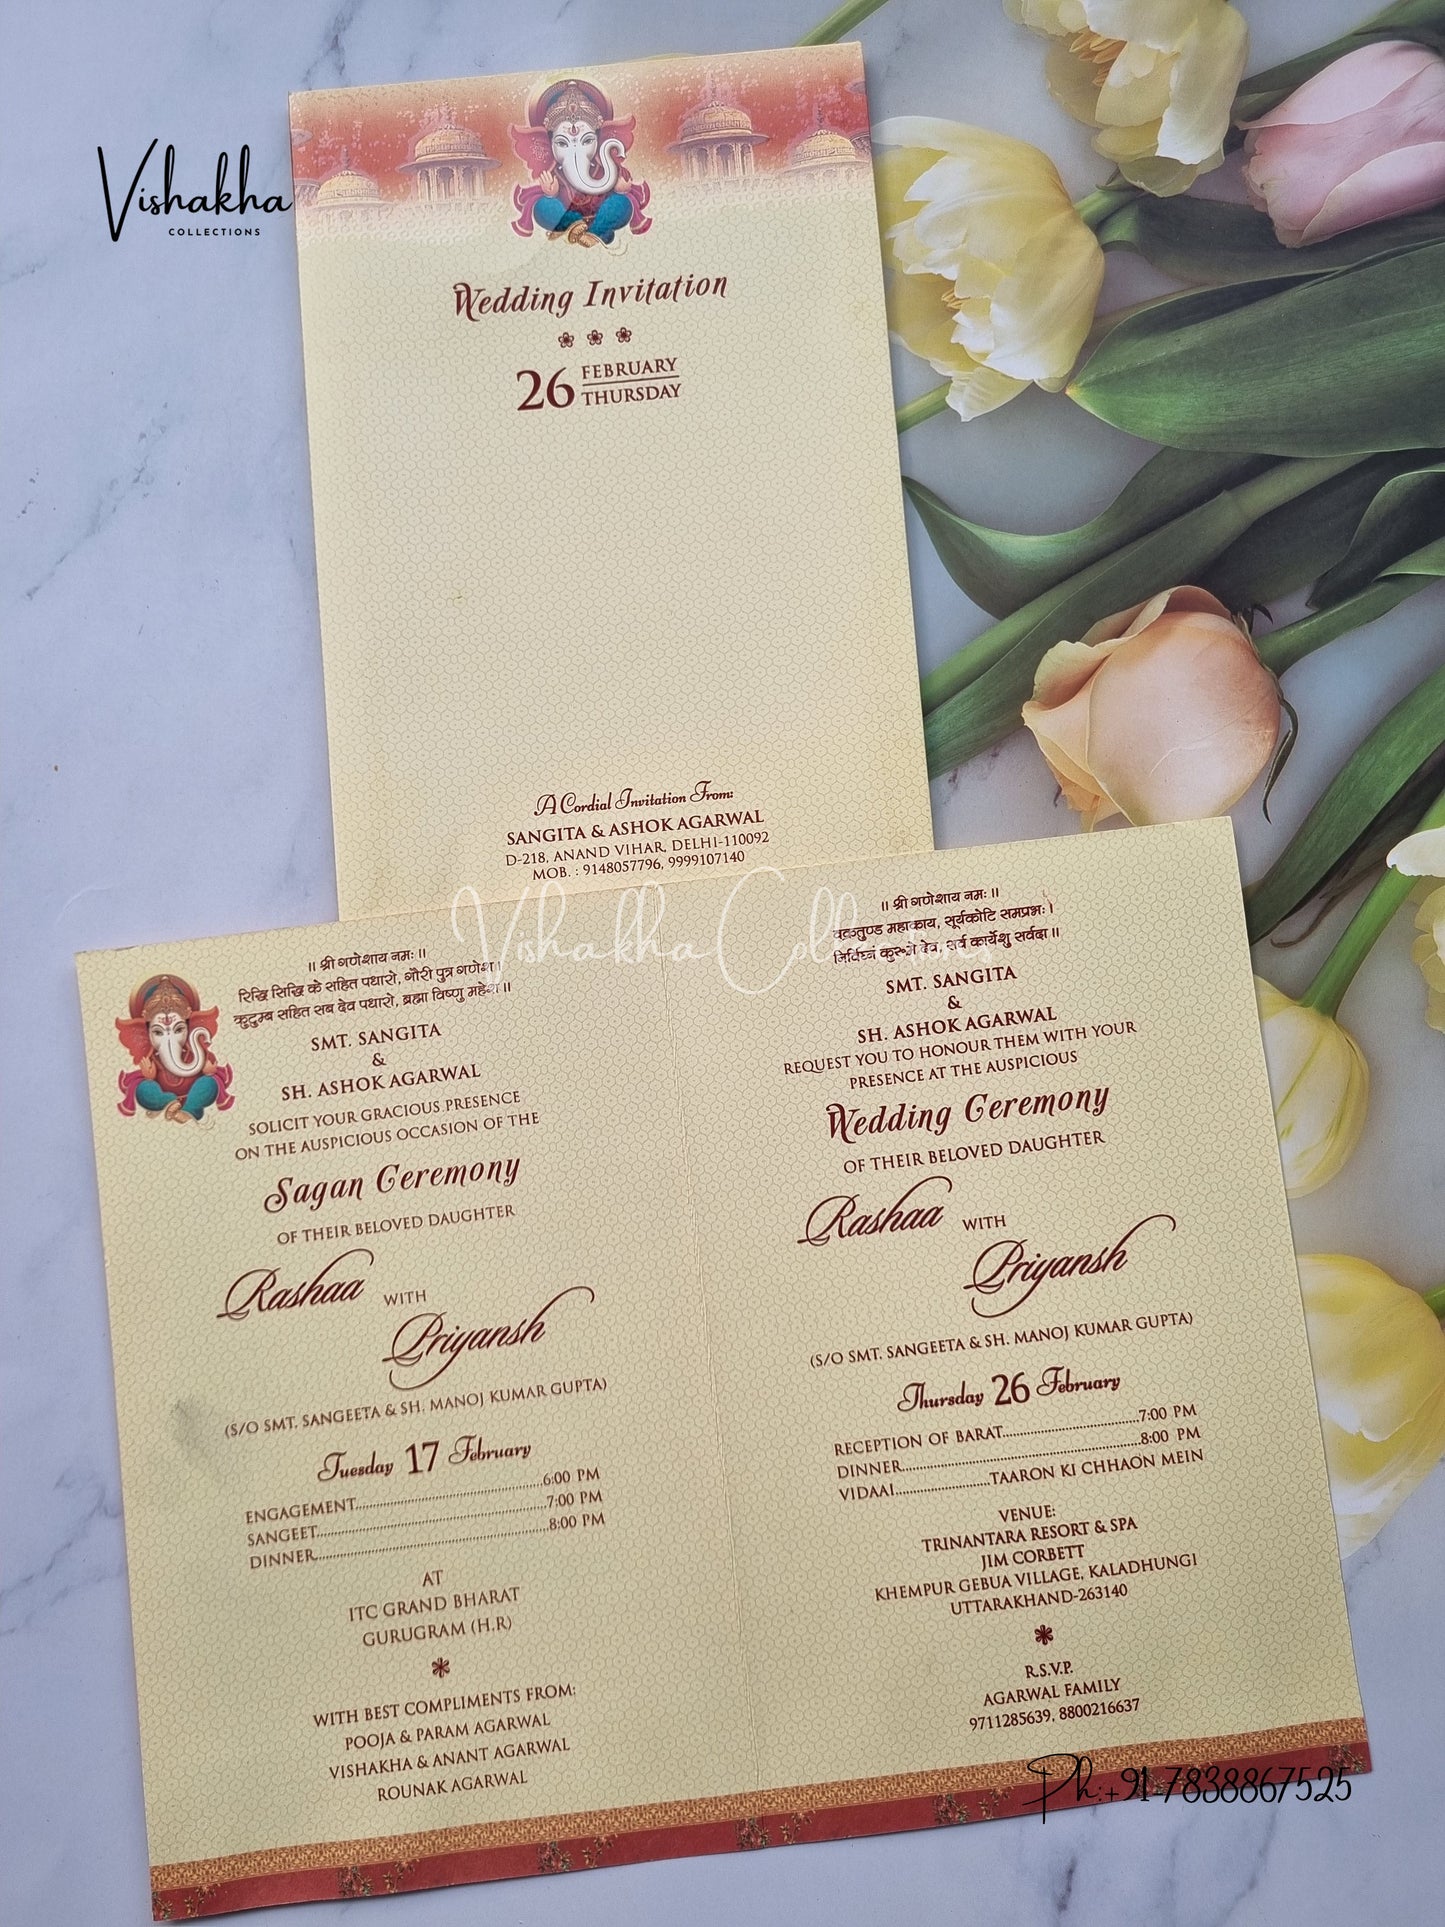 Vishakha
COLLECTIONS
Wedding Invitation
26 FEBRUARY
THURSDAY
A Cordial Invitation From:
SANGITA & ASHOK AGARWAL
D-218, ANAND VIHAR, DELHI-110092
MOB. : 9148057796, 9999107140
Vishakha Collections
॥ श्री गणेशाय नमः ॥
रिद्धि सिद्धि के सहित पधारो, गौरी पुत्र गणेश।
कुटुम्ब सहित सब देव पधारो, ब्रह्मा विष्णु महेश॥
SMT. SANGITA
&
SH. ASHOK AGARWAL
SOLICIT YOUR GRACIOUS PRESENCE
ON THE AUSPICIOUS OCCASION OF THE
Sagan Ceremony
OF THEIR BELOVED DAUGHTER
Rashaa WITH
Priyansh
(S/O SMT. SANGEETA & SH. MANOJ KUMAR GUPTA)
Tuesday 17 February
ENGAGEMENT..............................6:00 PM
SANGEET..............................7:00 PM
DINNER..............................8:00 PM
AT
ITC GRAND BHARAT
GURUGRAM (H.R)
WITH BEST COMPLIMENTS FROM:
POOJA & PARAM AGARWAL
VISHAKHA & ANANT AGARWAL
ROUNAK AGARWAL
॥ श्री गणेशाय नमः ॥
वक्रतुण्ड महाकाय, सूर्यकोटि समप्रभः।
निर्विघ्नं कुरूमे देव, सर्व कार्येशु सर्वदा॥
SMT. SANGITA
&
SH. ASHOK AGARWAL
REQUEST YOU TO HONOUR THEM WITH YOUR
PRESENCE AT THE AUSPICIOUS
Wedding Ceremony
OF THEIR BELOVED DAUGHTER
Rashaa WITH
Priyansh
(S/O SMT. SANGEETA & SH. MANOJ KUMAR GUPTA)
Thursday 26 February
RECEPTION OF BARAT..............................7:00 PM
DINNER..............................8:00 PM
VIDAAI....................TAARON KI CHHAON MEIN
VENUE:
TRINANTARA RESORT & SPA
JIM CORBETT
KHEMPUR GEBUA VILLAGE, KALADHUNGI
UTTARAKHAND-263140
R.S.V.P.
AGARWAL FAMILY
9711285639, 8800216637
Ph:+91-7838867525